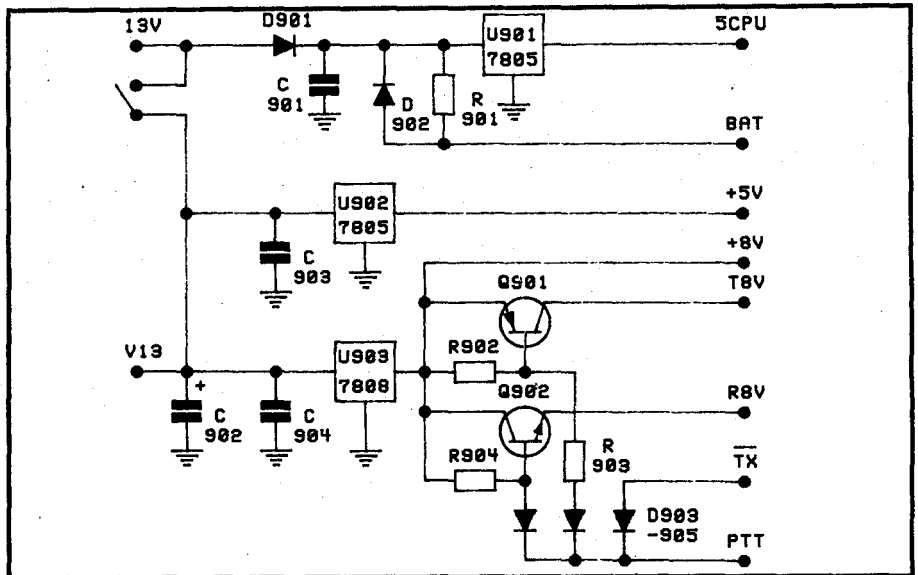 13V
D901
U901
7805
5CPU
C
901
D
902
R
901
BAT
U902
7805
+5V
C
903
+8V
Q901
T8V
V13
U903
7808
R902
+
C
902
C
904
Q902
R8V
R904
R
903
TX
D903
-905
PTT